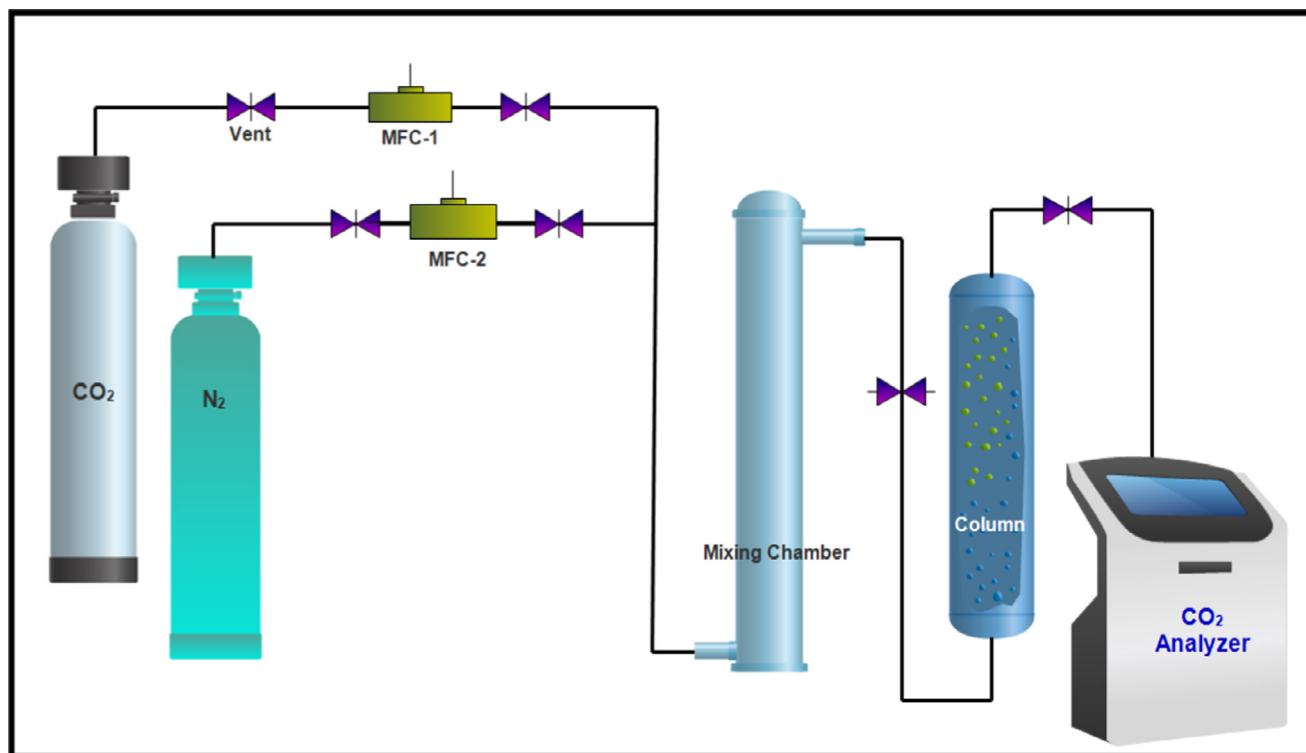 Vent
MFC-1
MFC-2
CO₂
N₂
Mixing Chamber
Column
CO₂
Analyzer